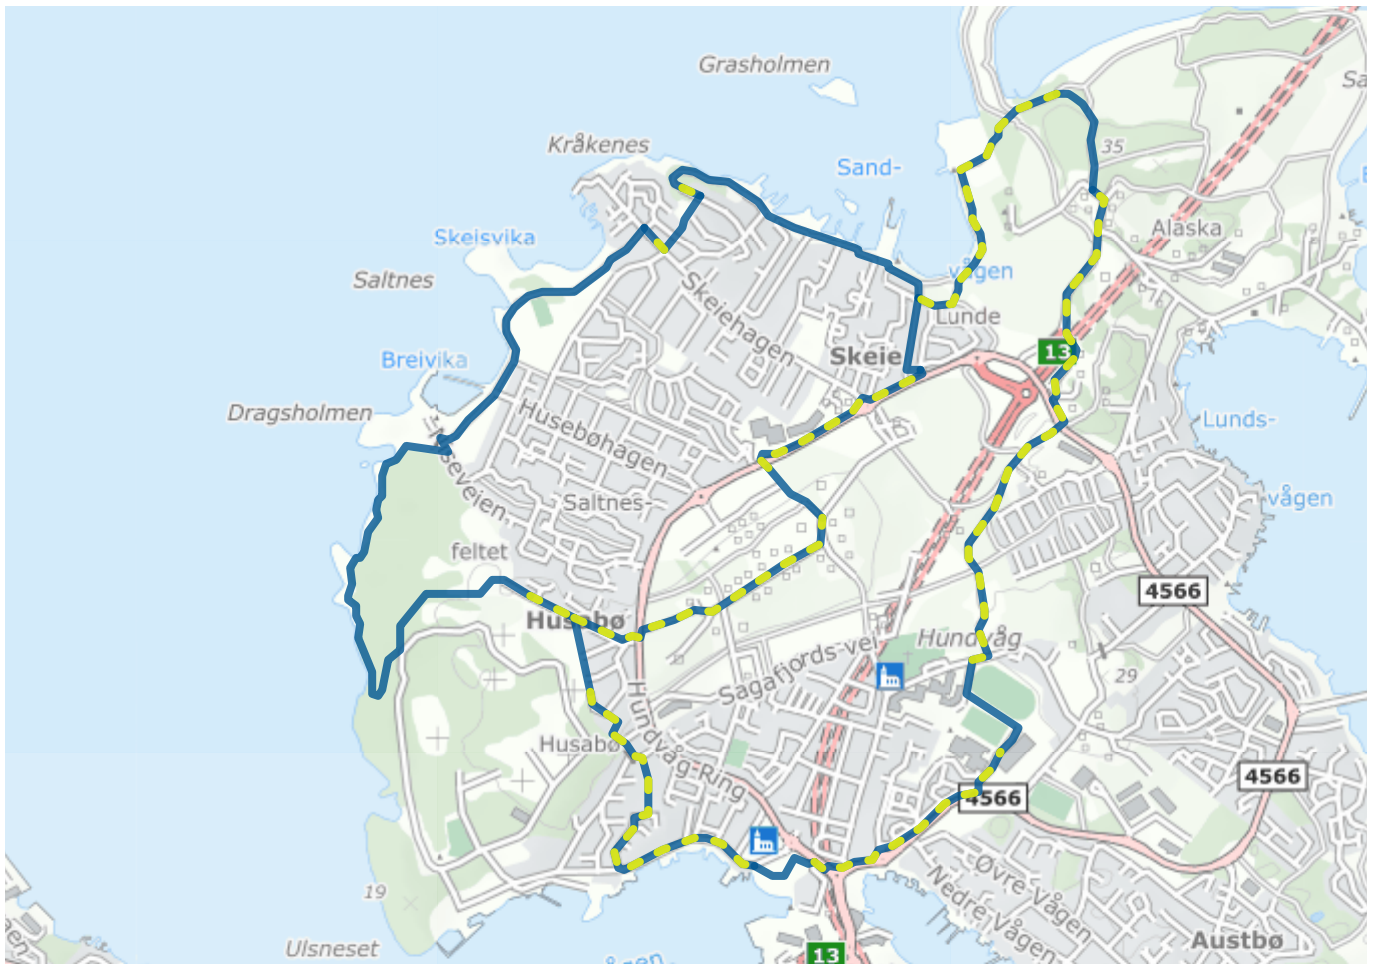 Grasholmen
Sa
Kråkenes
35
Sand-
Skeisvika
Alaska
Saltnes
vågen
Skeiehagen
Lunde
13
Skeie
Breivika
Dragsholmen
Husebøhagen
Lunds-
Saltnes-
vågen
feltet
4566
Husabø
Hundvåg
29
Sagafjords vei
Hundvåg Ring
Husabø
4566
4566
Øvre Vågen
19
Nedre Vågen
Austbø
Ulsneset
13